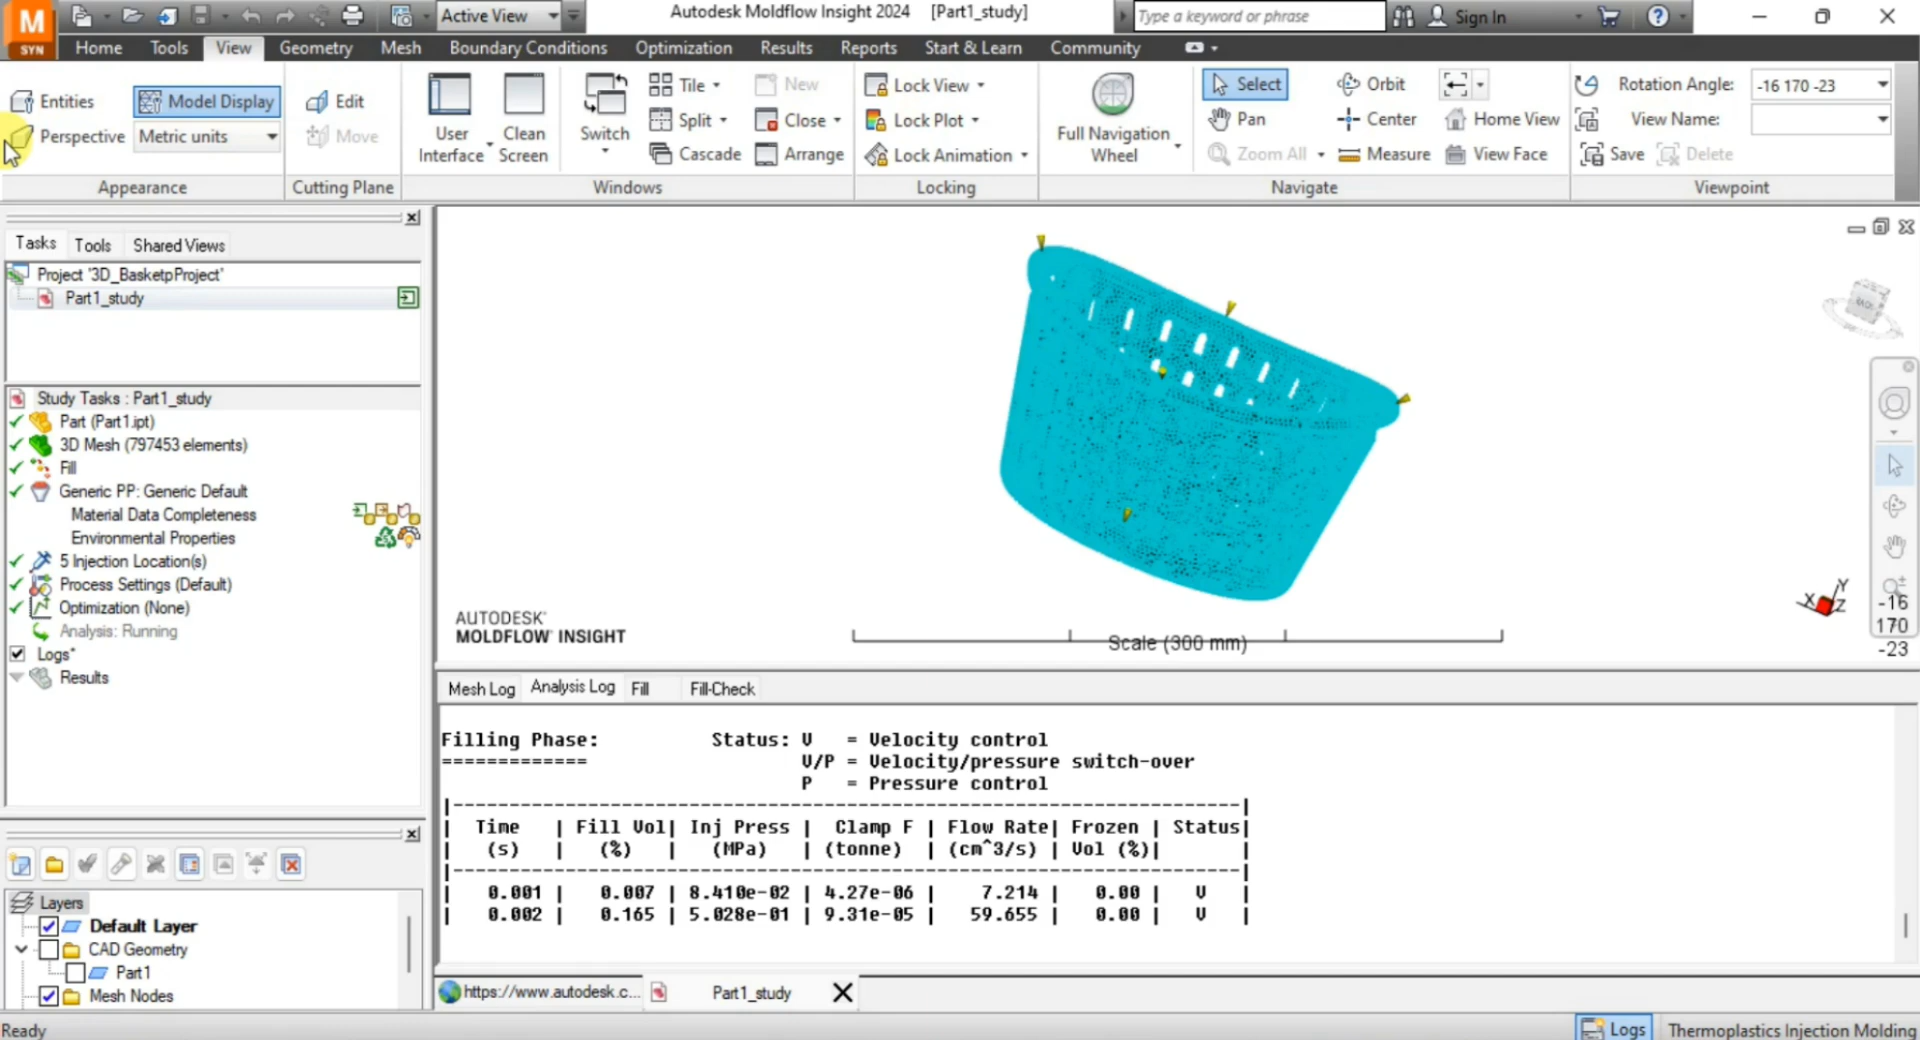 M
SYN
Active View
Autodesk Moldflow Insight 2024 [Part1_study]
Type a keyword or phrase
Sign In
?
Home Tools View Geometry Mesh Boundary Conditions Optimization Results Reports Start & Learn Community
Entities
Model Display
Perspective
Metric units
Appearance
Edit
Move
Cutting Plane
User
Interface
Clean
Screen
Switch
Tile
Split
Cascade
New
Close
Arrange
Windows
Lock View
Lock Plot
Lock Animation
Locking
Full Navigation
Wheel
Select
Pan
Zoom All
Orbit
Center
Measure
Home View
View Face
Navigate
Rotation Angle: -16 170 -23
View Name:
Save Delete
Viewpoint
Tasks Tools Shared Views
Project '3D_BasketpProject'
Part1_study
Study Tasks : Part1_study
Part (Part1.ipt)
3D Mesh (797453 elements)
Fill
Generic PP: Generic Default
Material Data Completeness
Environmental Properties
5 Injection Location(s)
Process Settings (Default)
Optimization (None)
Analysis: Running
Logs*
Results
Layers
Default Layer
CAD Geometry
Part1
Mesh Nodes
AUTODESK
MOLDFLOW INSIGHT
Scale (300 mm)
Y
X
Z
-16
170
-23
Mesh Log Analysis Log Fill Fill-Check
Filling Phase: Status: V = Velocity control
============= V/P = Velocity/pressure switch-over
P = Pressure control
|---------------------------------------------------------------------|
| Time | Fill Vol| Inj Press | Clamp F | Flow Rate| Frozen | Status|
| (s) | (%) | (MPa) | (tonne) | (cm^3/s) | Vol (%)| |
|---------------------------------------------------------------------|
| 0.001 | 0.007 | 8.410e-02 | 4.27e-06 | 7.214 | 0.00 | V |
| 0.002 | 0.165 | 5.028e-01 | 9.31e-05 | 59.655 | 0.00 | V |
https://www.autodesk.c...
Part1_study
Ready
Logs
Thermoplastics Injection Molding